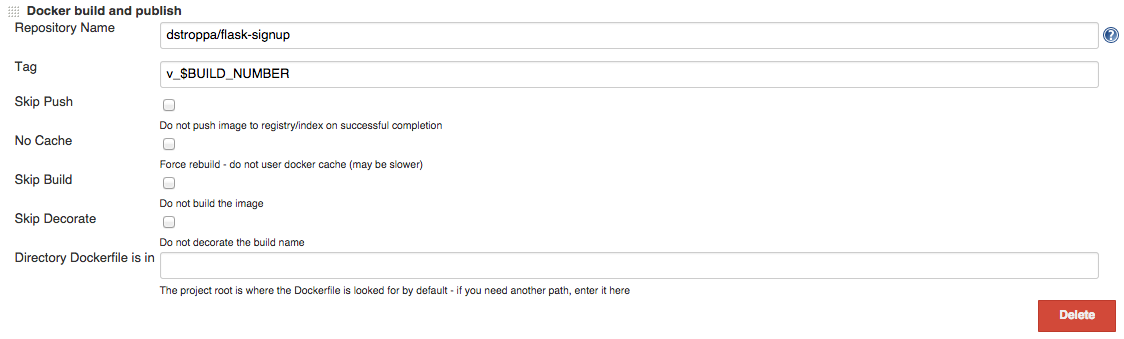 Docker build and publish
Repository Name
dstroppa/flask-signup
Tag
v_$BUILD_NUMBER
Skip Push
Do not push image to registry/index on successful completion
No Cache
Force rebuild - do not user docker cache (may be slower)
Skip Build
Do not build the image
Skip Decorate
Do not decorate the build name
Directory Dockerfile is in
The project root is where the Dockerfile is looked for by default - if you need another path, enter it here
Delete